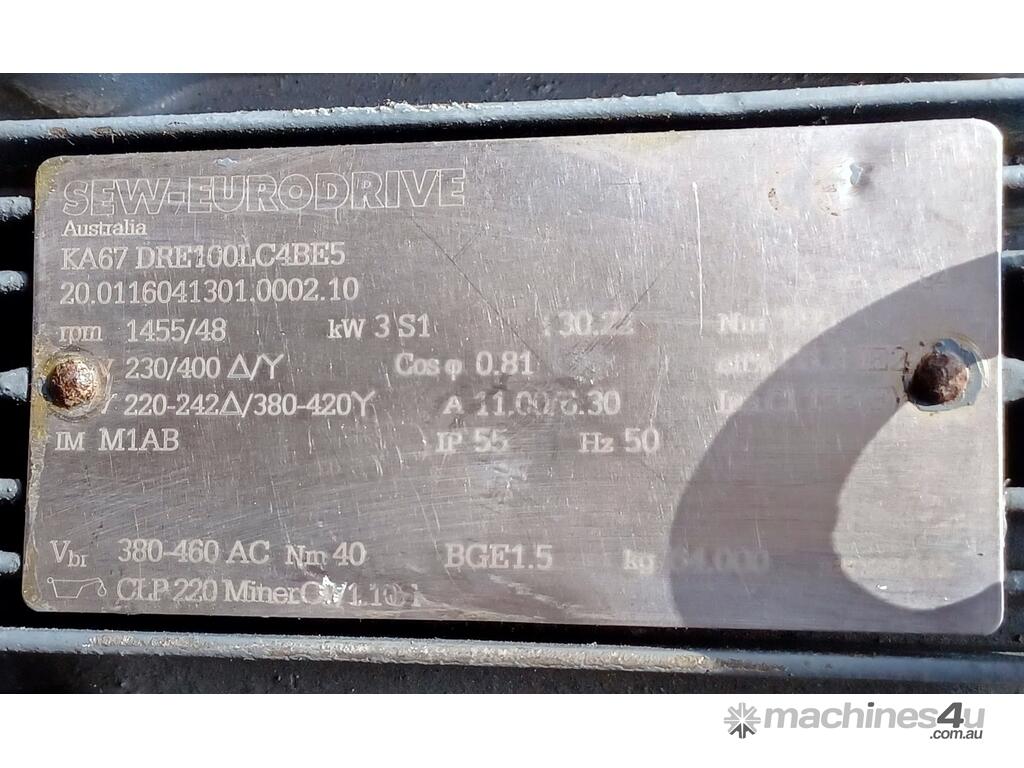 SEW-EURODRIVE
Australia
KA67 DRE100LC4BE5
20.0116041301.0002.10
rpm 1455/48 kW 3 S1 Nm
230/400 Δ/Y Cos φ 0.81
220-242Δ/380-420Y A 11.00/6.30
IM M1AB IP 55 Hz 50
Vbr 380-460 AC Nm 40 BGE1.5 kg
CLP 220 Miner
machines4u
.com.au